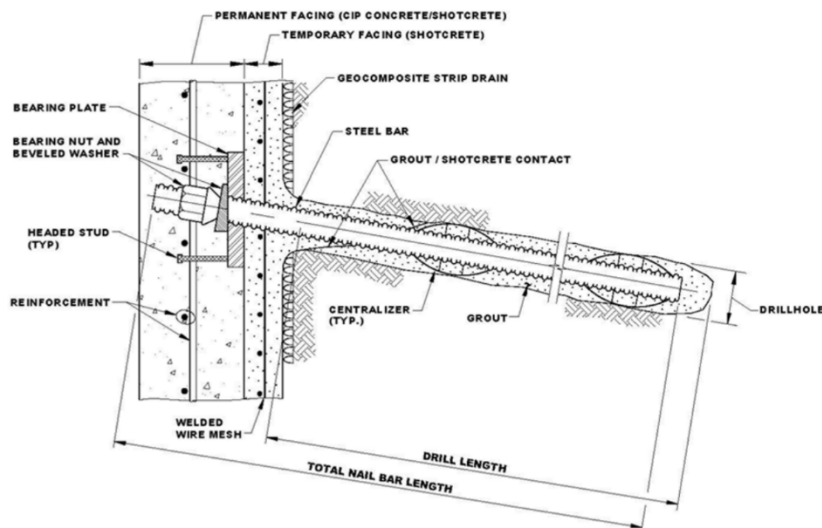 PERMANENT FACING (CIP CONCRETE/SHOTCRETE)
TEMPORARY FACING (SHOTCRETE)
GEOCOMPOSITE STRIP DRAIN
BEARING PLATE
STEEL BAR
BEARING NUT AND
BEVELED WASHER
GROUT / SHOTCRETE CONTACT
HEADED STUD
(TYP)
REINFORCEMENT
CENTRALIZER
(TYP.)
GROUT
DRILLHOLE
WELDED
WIRE MESH
DRILL LENGTH
TOTAL NAIL BAR LENGTH